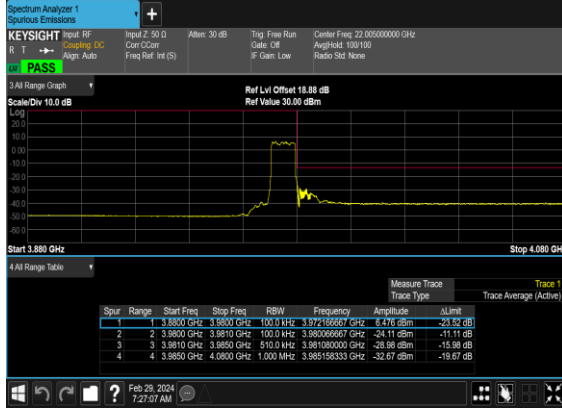 Spectrum Analyzer 1
Spurious Emissions
+
KEYSIGHT Input: RF Input Z: 50 Ω Atten: 30 dB Trig: Free Run Center Freq: 22.005000000 GHz
R T Coupling: DC Corr CCorr Gate: Off Avg|Hold: 100/100
Align: Auto Freq Ref: Int (S) IF Gain: Low Radio Std: None
PASS
3 All Range Graph Ref Lvl Offset 18.88 dB
Scale/Div 10.0 dB Ref Value 30.00 dBm
Log
20.0
10.0
0.00
-10.0
-20.0
-30.0
-40.0
-50.0
-60.0
Start 3.880 GHz Stop 4.080 GH
4 All Range Table
Measure Trace Trace 1
Trace Type Trace Average (Active)
Spur Range Start Freq Stop Freq RBW Frequency Amplitude ΔLimit
1 1 3.8800 GHz 3.9800 GHz 100.0 kHz 3.972166667 GHz 6.476 dBm -23.52 dB
2 2 3.9800 GHz 3.9810 GHz 100.0 kHz 3.980066667 GHz -24.11 dBm -11.11 dB
3 3 3.9810 GHz 3.9850 GHz 510.0 kHz 3.981080000 GHz -28.98 dBm -15.98 dB
4 4 3.9850 GHz 4.0800 GHz 1.000 MHz 3.985158333 GHz -32.67 dBm -19.67 dB
? Feb 29, 2024
7:27:07 AM